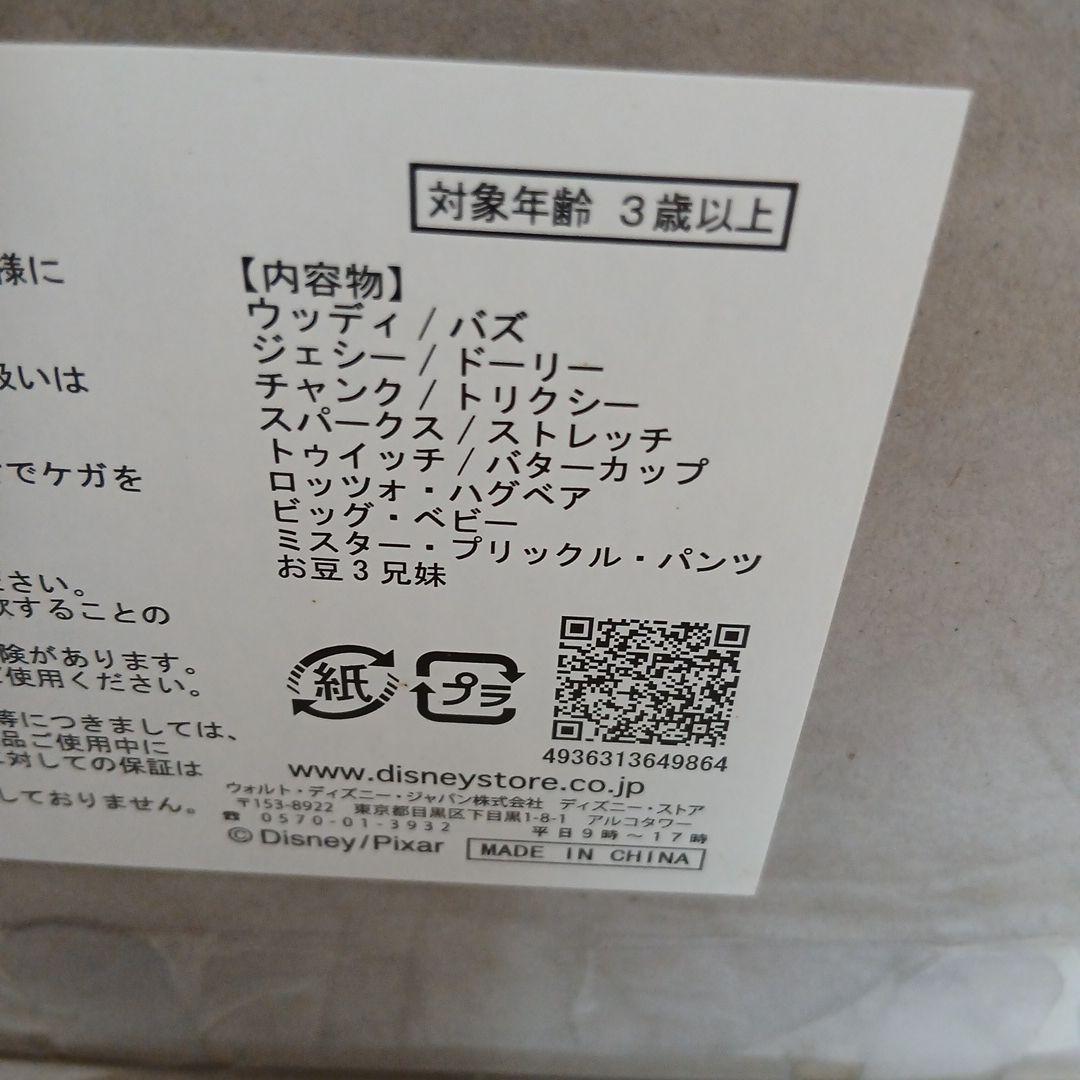 対象年齢 3歳以上
様に
扱いは
でケガを
さい。
することの
険があります。
使用ください。
等につきましては、
品ご使用中に
対しての保証は
しておりません。
【内容物】
ウッディ/バズ
ジェシー/ドーリー
チャンク/トリクシー
スパークス/ストレッチ
トゥイッチ/バターカップ
ロッツォ・ハグベア
ビッグ・ベビー
ミスター・プリックル・パンツ
お豆3兄妹
紙
プラ
4936313649864
www.disneystore.co.jp
ウォルト・ディズニー・ジャパン株式会社 ディズニー・ストア
〒153-8922 東京都目黒区下目黒1-8-1 アルコタワー
☎ 0570-01-3932 平日9時～17時
©Disney/Pixar MADE IN CHINA